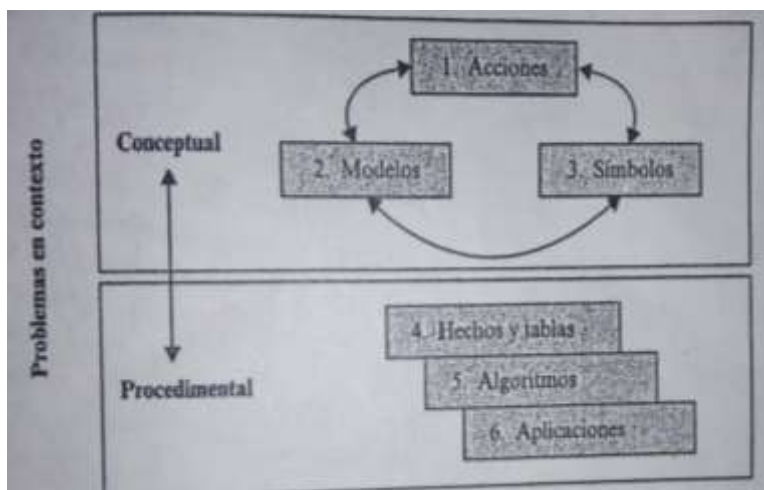 Problemas en contexto
Conceptual
1. Acciones
2. Modelos
3. Símbolos
Procedimental
4. Hechos y tablas
5. Algoritmos
6. Aplicaciones